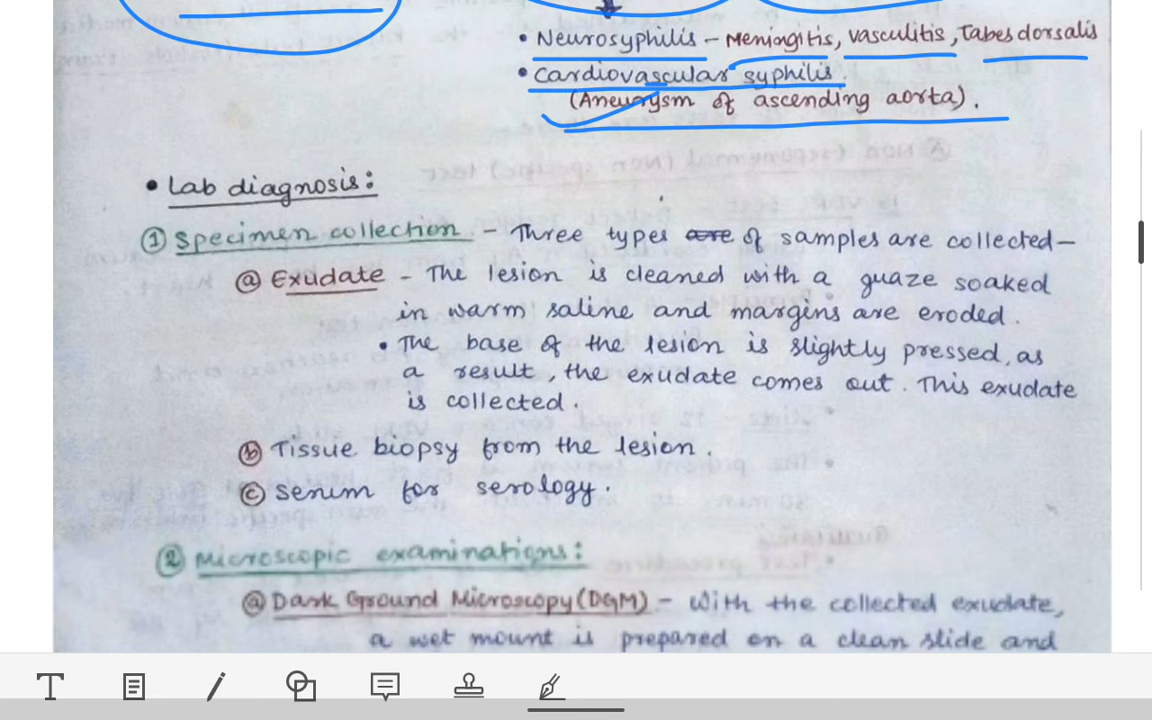 • Neurosyphilis – Meningitis, vasculitis, Tabes dorsalis
• Cardiovascular syphilis.
(Aneurysm of ascending aorta).
• Lab diagnosis:
① Specimen collection – Three types are of samples are collected–
ⓐ Exudate – The lesion is cleaned with a guaze soaked
in warm saline and margins are eroded.
• The base of the lesion is slightly pressed, as
a result, the exudate comes out. This exudate
is collected.
ⓑ Tissue biopsy from the lesion.
ⓒ Serum for serology.
② Microscopic examinations:
ⓐ Dark Ground Microscopy (DGM) – With the collected exudate,
a wet mount is prepared on a clean slide and
T